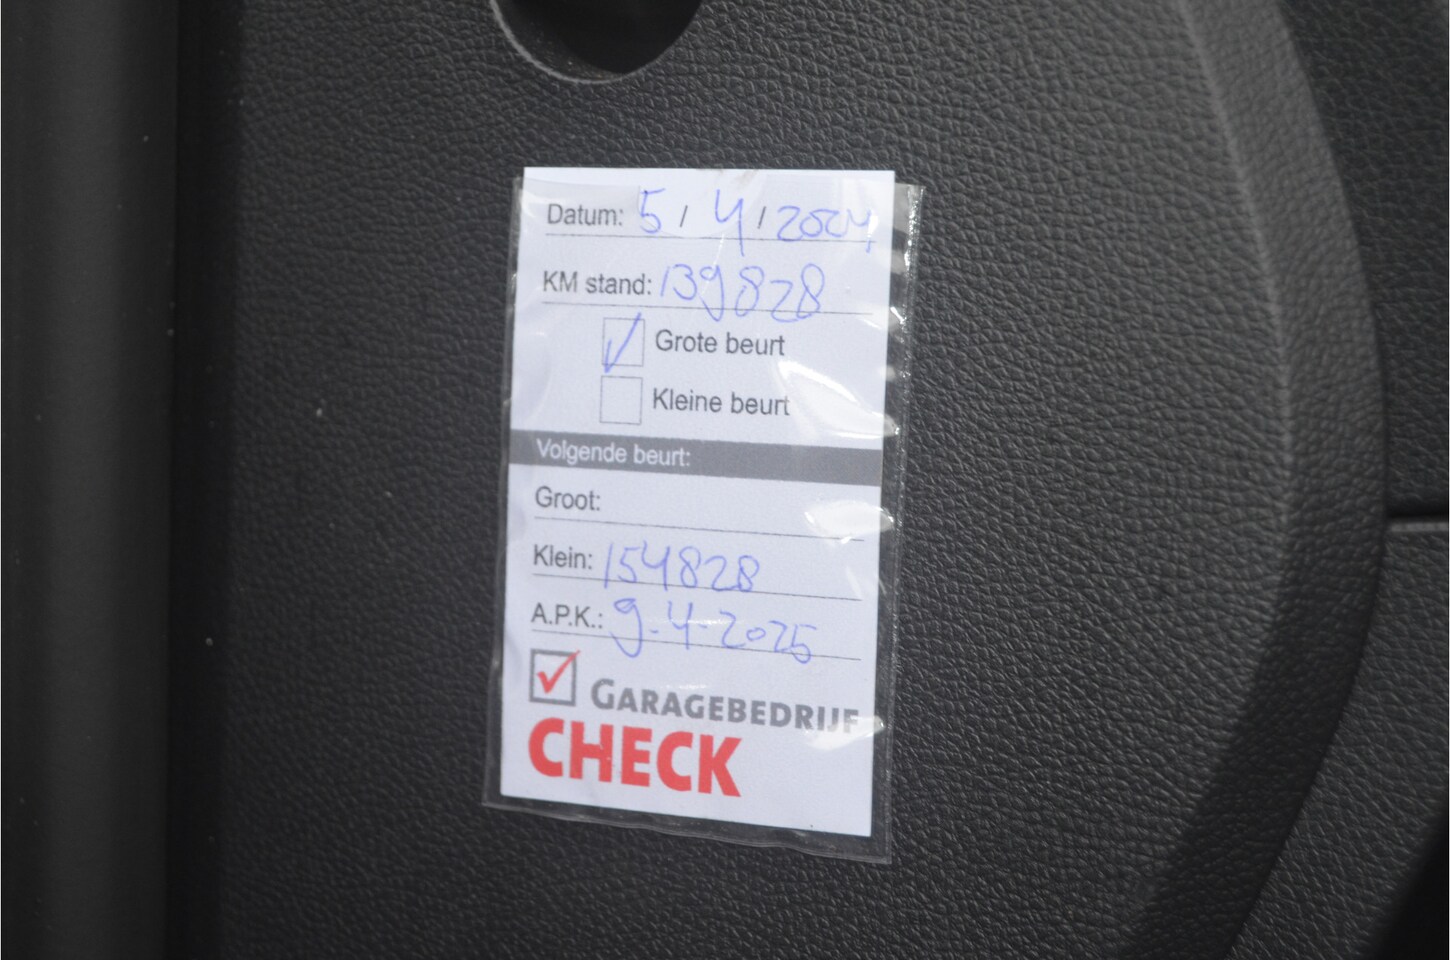 Datum: 5 / 4 / 2024
KM stand: 139828
Grote beurt
Kleine beurt
Volgende beurt:
Groot:
Klein: 154828
A.P.K.: 9-4-2025
GARAGEBEDRIJF
CHECK